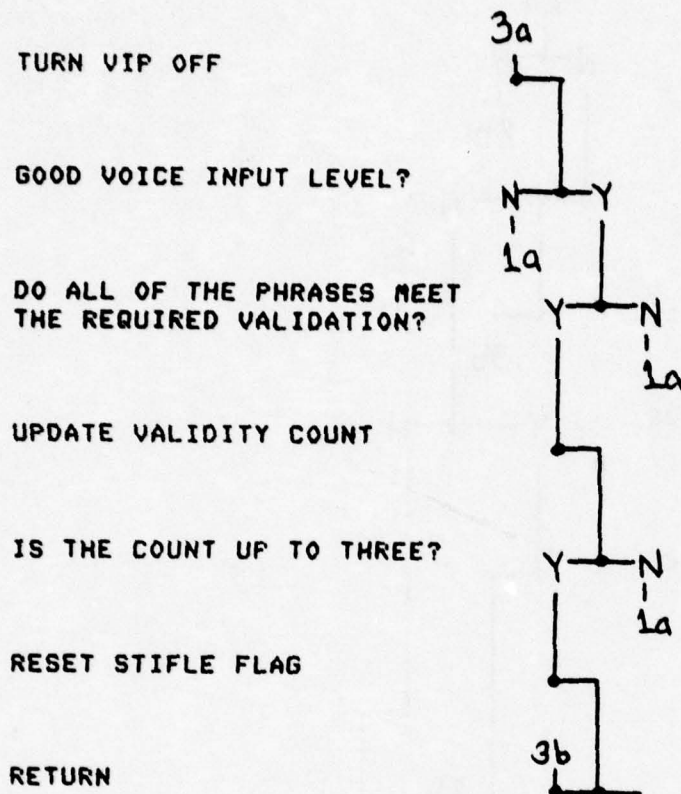 3a
TURN VIP OFF
GOOD VOICE INPUT LEVEL?
N Y
1a
DO ALL OF THE PHRASES MEET
THE REQUIRED VALIDATION?
Y N
1a
UPDATE VALIDITY COUNT
IS THE COUNT UP TO THREE?
Y N
1a
RESET STIFLE FLAG
3b
RETURN